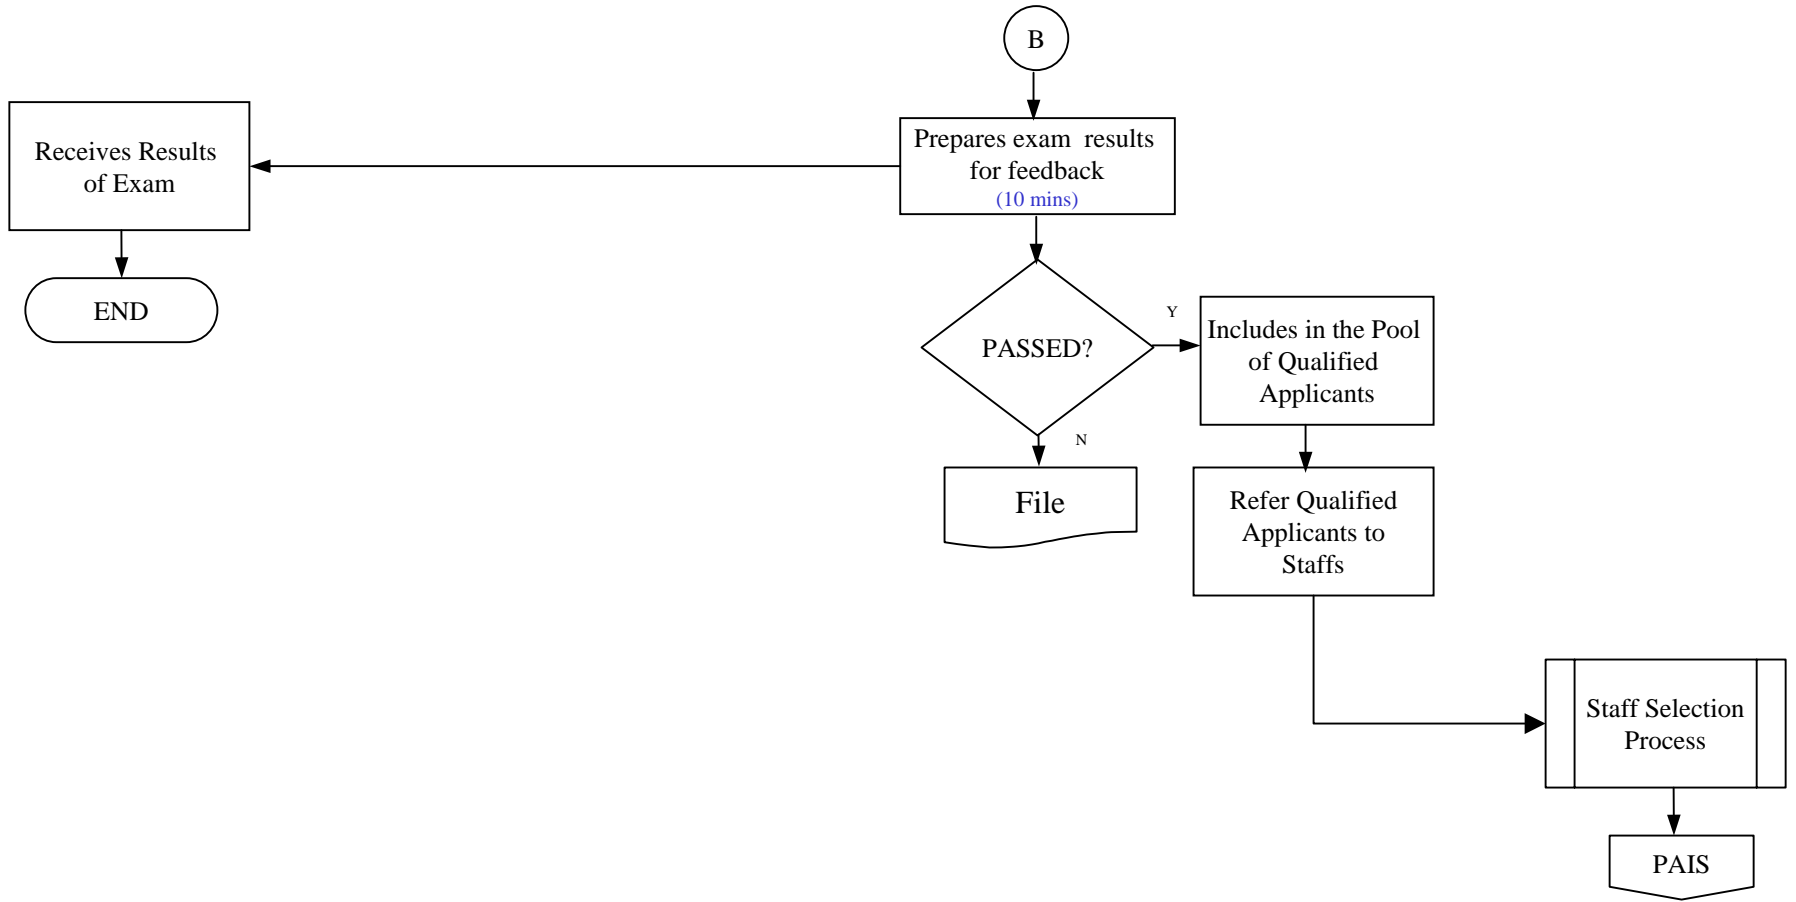 B
Prepares exam  results
for feedback
(10 mins)
Receives Results
of Exam
END
PASSED?
Y
Includes in the Pool
of Qualified
Applicants
N
File
Refer Qualified
Applicants to
Staffs
Staff Selection
Process
PAIS